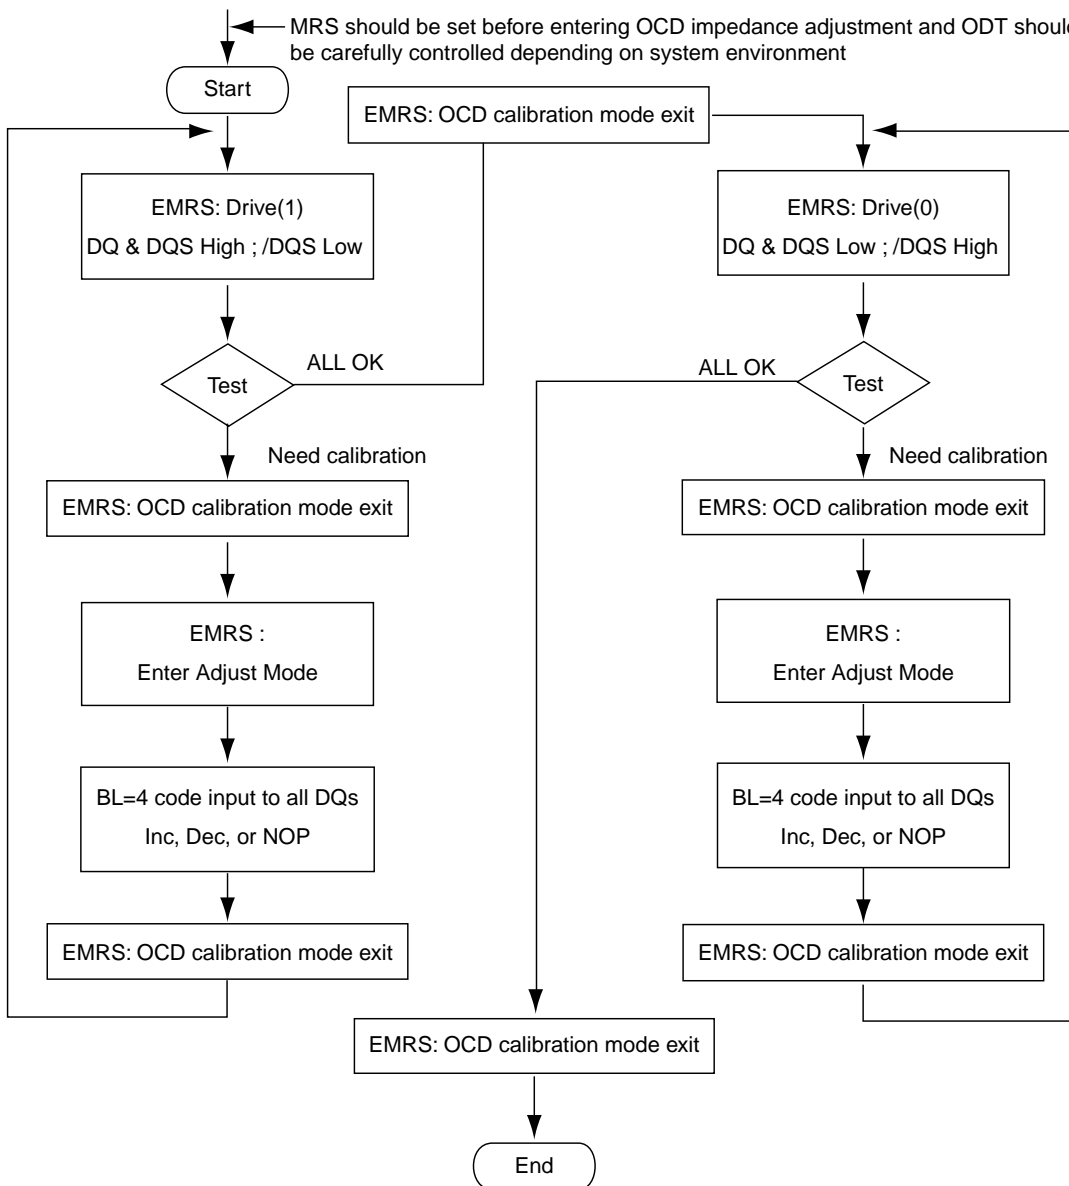 MRS should be set before entering OCD impedance adjustment and ODT should
be carefully controlled depending on system environment
Start
EMRS: OCD calibration mode exit
EMRS: Drive(1)
DQ & DQS High ; /DQS Low
EMRS: Drive(0)
DQ & DQS Low ; /DQS High
ALL OK
Test
ALL OK
Test
Need calibration
Need calibration
EMRS: OCD calibration mode exit
EMRS: OCD calibration mode exit
EMRS :
Enter Adjust Mode
EMRS :
Enter Adjust Mode
BL=4 code input to all DQs
Inc, Dec, or NOP
BL=4 code input to all DQs
Inc, Dec, or NOP
EMRS: OCD calibration mode exit
EMRS: OCD calibration mode exit
EMRS: OCD calibration mode exit
End